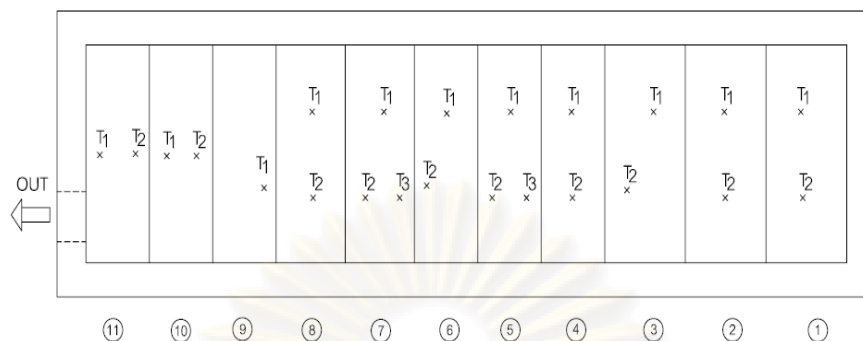 T1 T1 T1 T1 T1 T1 T1 T1
T1 T2 T1 T2
T1 T2 T2 T3 T2 T2 T3 T2 T2 T2 T2
OUT
11 10 9 8 7 6 5 4 3 2 1